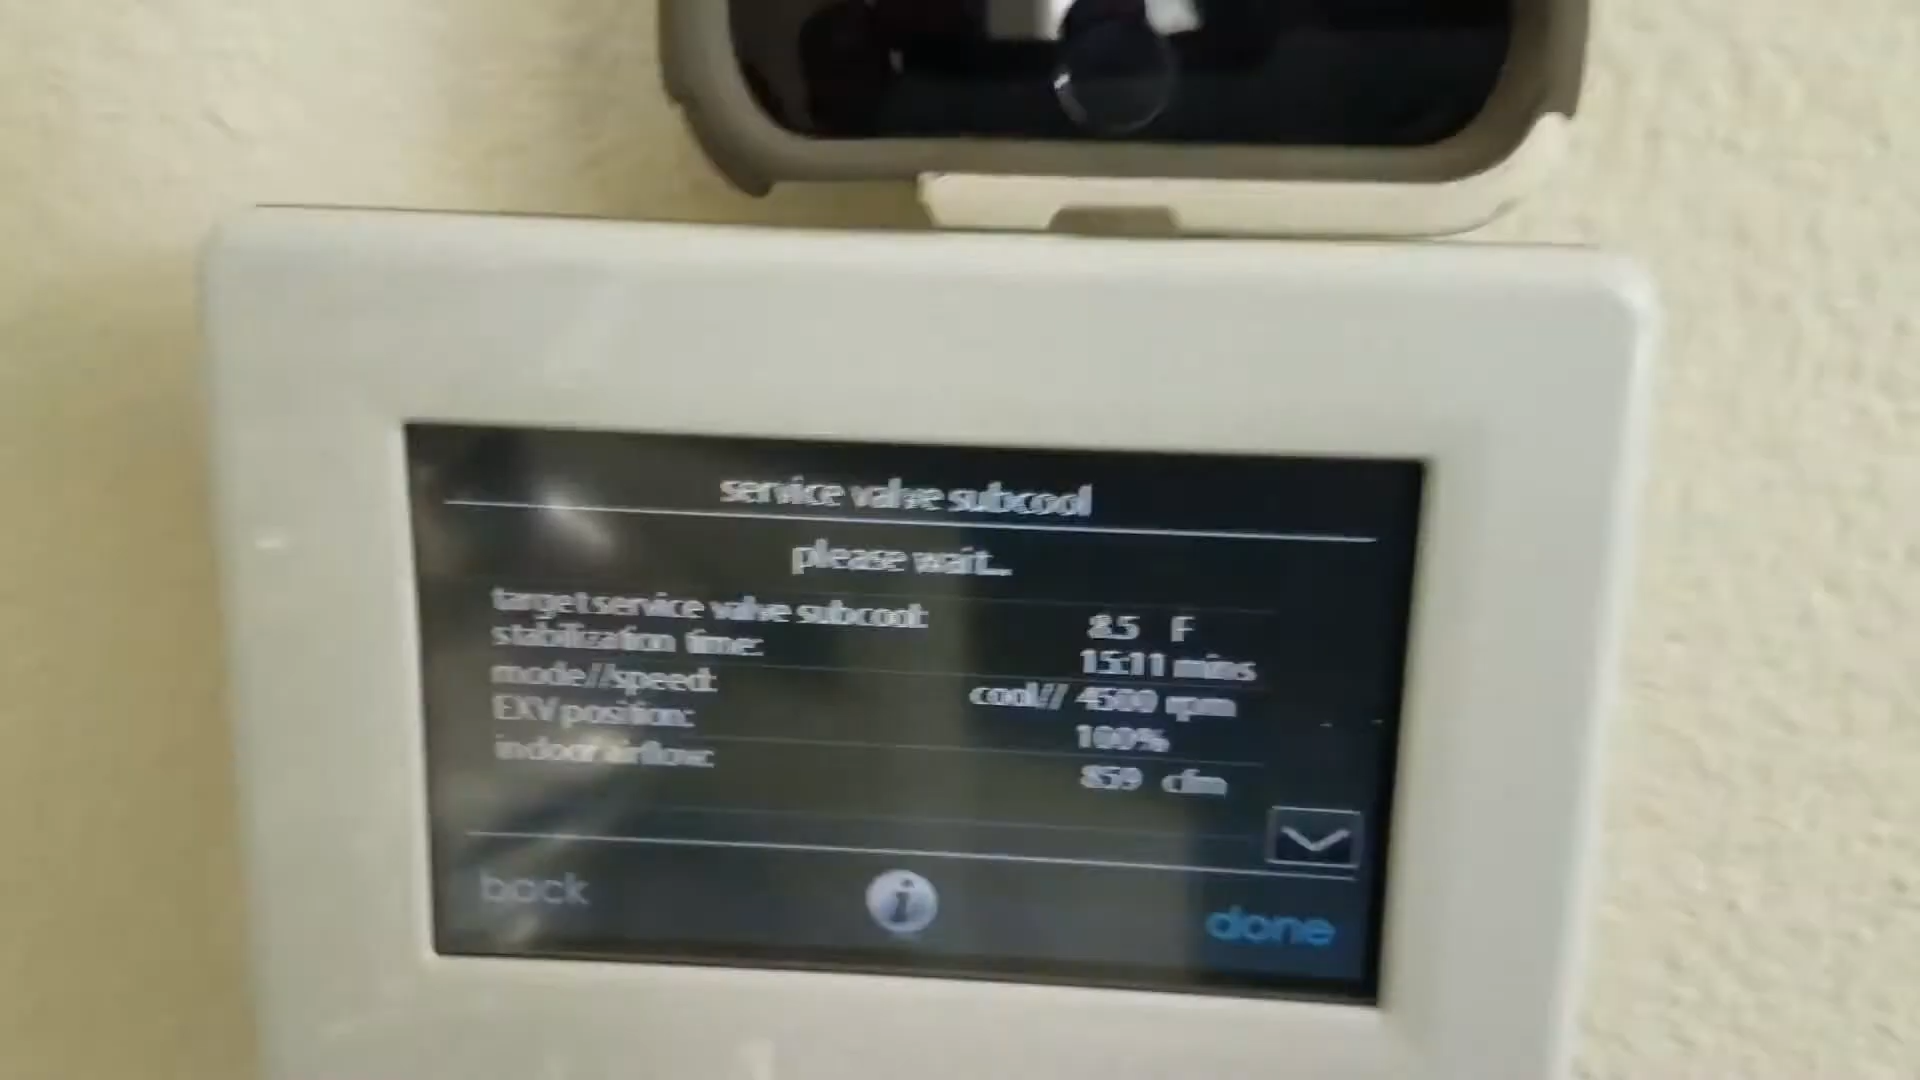 service valve subcool
please wait...
target service valve subcool: 8.5 F
stabilization time: 15:11 mins
mode//speed: cool// 4500 rpm
EXV position: 100%
indoor airflow: 859 cfm
back i done